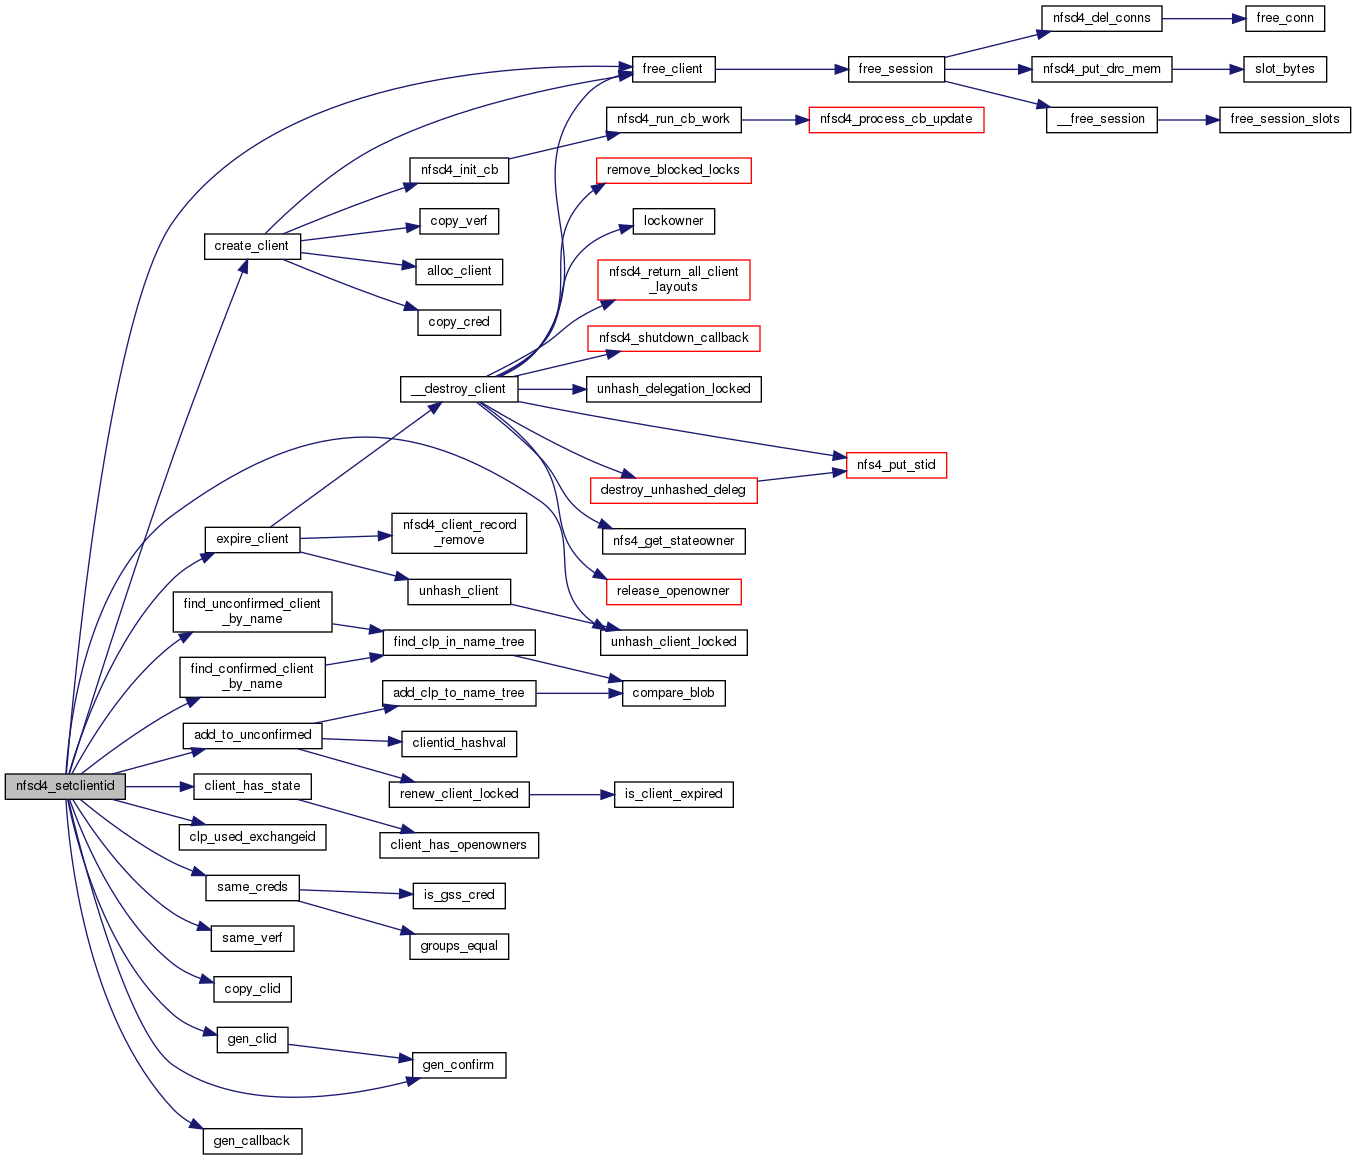 nfsd4_del_conns
free_conn
free_client
free_session
nfsd4_put_drc_mem
slot_bytes
nfsd4_run_cb_work
nfsd4_process_cb_update
__free_session
free_session_slots
nfsd4_init_cb
remove_blocked_locks
copy_verf
lockowner
create_client
alloc_client
nfsd4_return_all_client
_layouts
copy_cred
nfsd4_shutdown_callback
__destroy_client
unhash_delegation_locked
nfs4_put_stid
destroy_unhashed_deleg
expire_client
nfsd4_client_record
_remove
nfs4_get_stateowner
unhash_client
release_openowner
find_unconfirmed_client
_by_name
find_clp_in_name_tree
unhash_client_locked
find_confirmed_client
_by_name
add_clp_to_name_tree
compare_blob
add_to_unconfirmed
clientid_hashval
nfsd4_setclientid
client_has_state
renew_client_locked
is_client_expired
clp_used_exchangeid
client_has_openowners
same_creds
is_gss_cred
same_verf
groups_equal
copy_clid
gen_clid
gen_confirm
gen_callback